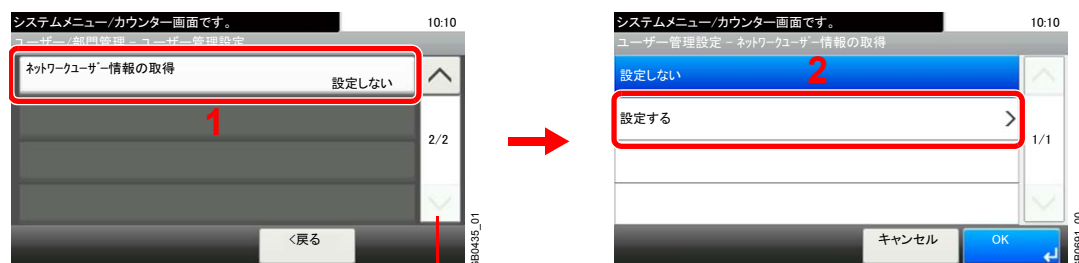 システムメニュー/カウンター画面です。
10:10
ユーザー/部門管理 - ユーザー管理設定
ネットワークユーザー情報の取得
設定しない
1
2/2
<戻る
GB0435_01
システムメニュー/カウンター画面です。
10:10
ユーザー管理設定 - ネットワークユーザー情報の取得
設定しない
2
設定する
1/1
キャンセル
OK
GB0691_00